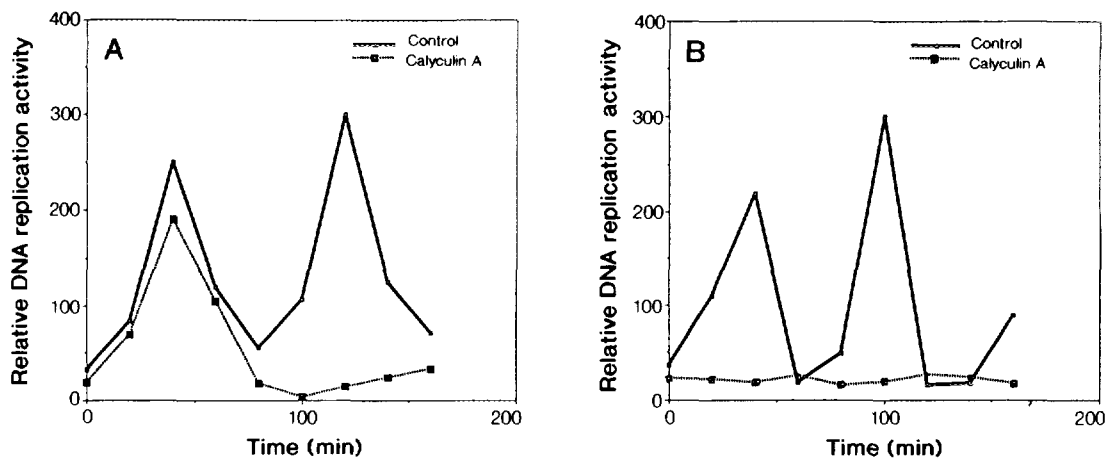 A
Control
Calyculin A
Relative DNA replication activity
400
300
200
100
0
0
100
200
Time (min)
B
Control
Calyculin A
Relative DNA replication activity
400
300
200
100
0
0
100
200
Time (min)